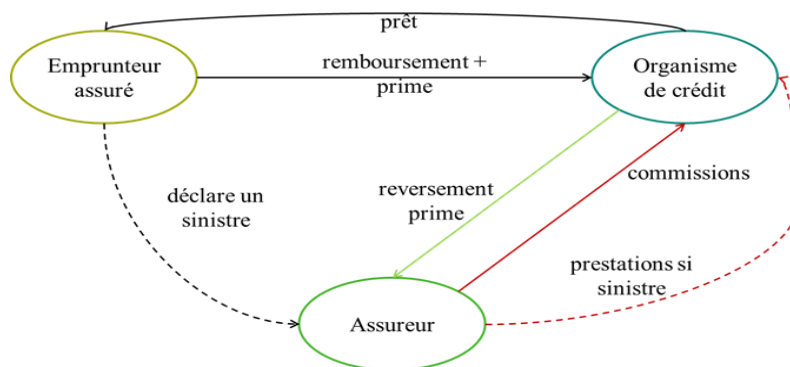 prêt
Emprunteur
assuré
remboursement +
prime
Organisme
de crédit
déclare un
sinistre
reversement
prime
commissions
prestations si
sinistre
Assureur